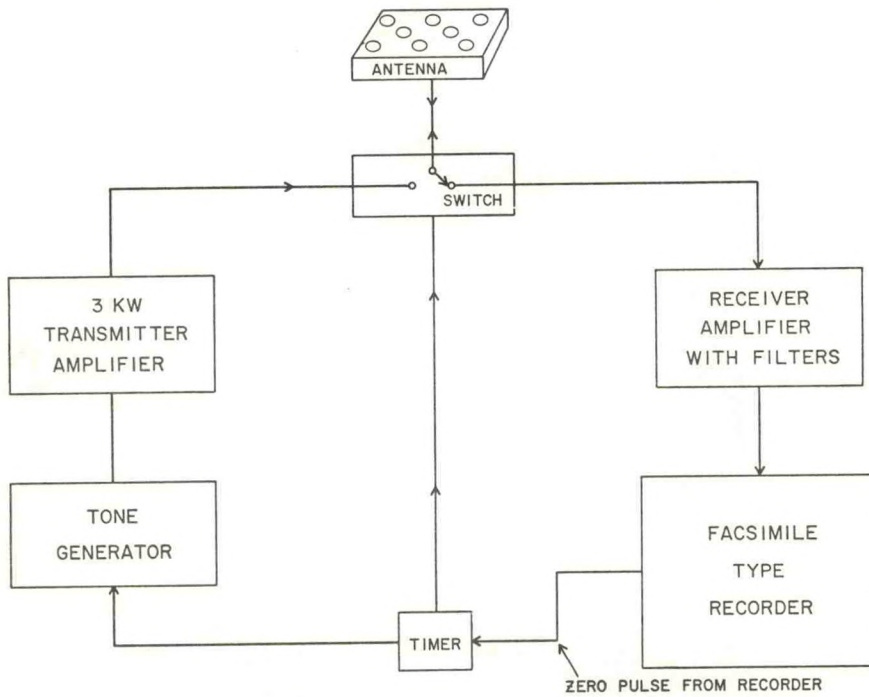 ANTENNA
SWITCH
3 KW
TRANSMITTER
AMPLIFIER
RECEIVER
AMPLIFIER
WITH FILTERS
TONE
GENERATOR
FACSIMILE
TYPE
RECORDER
TIMER
ZERO PULSE FROM RECORDER